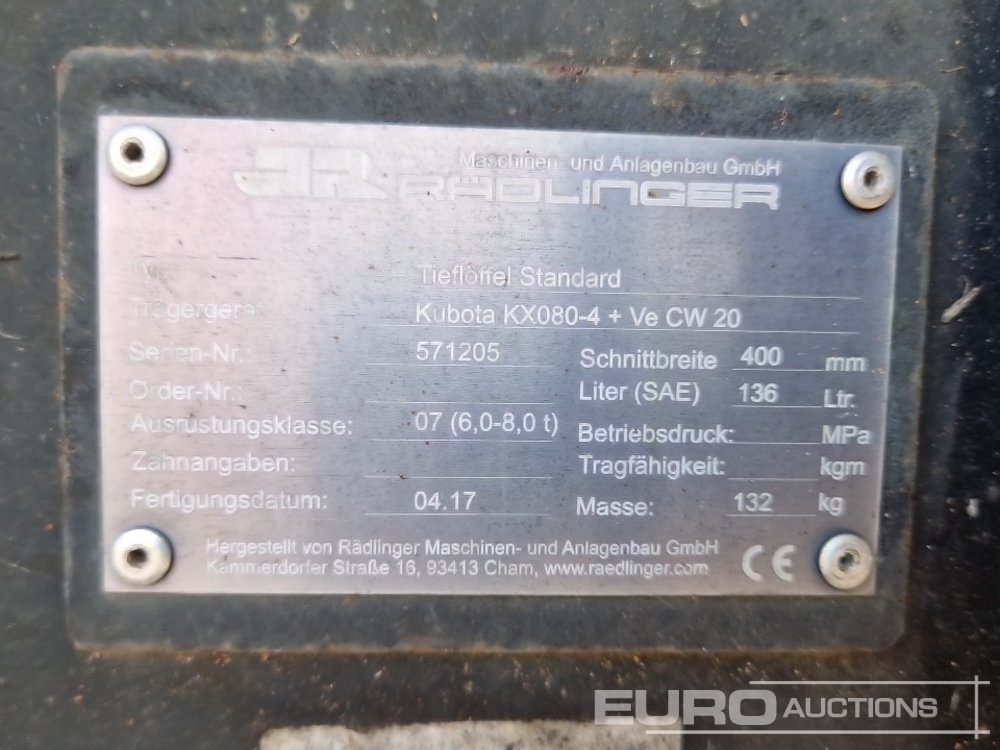 JR Maschinen- und Anlagenbau GmbH
RÄDLINGER
Typ: Tieflöffel Standard
Trägergerät: Kubota KX080-4 + Ve CW 20
Serien-Nr.: 571205 Schnittbreite 400 mm
Order-Nr.: Liter (SAE) 136 Ltr.
Ausrüstungsklasse: 07 (6,0-8,0 t) Betriebsdruck: MPa
Zahnangaben: Tragfähigkeit: kgm
Fertigungsdatum: 04.17 Masse: 132 kg
Hergestellt von Rädlinger Maschinen- und Anlagenbau GmbH
Kammerdorfer Straße 16, 93413 Cham, www.raedlinger.com CE
EURO AUCTIONS